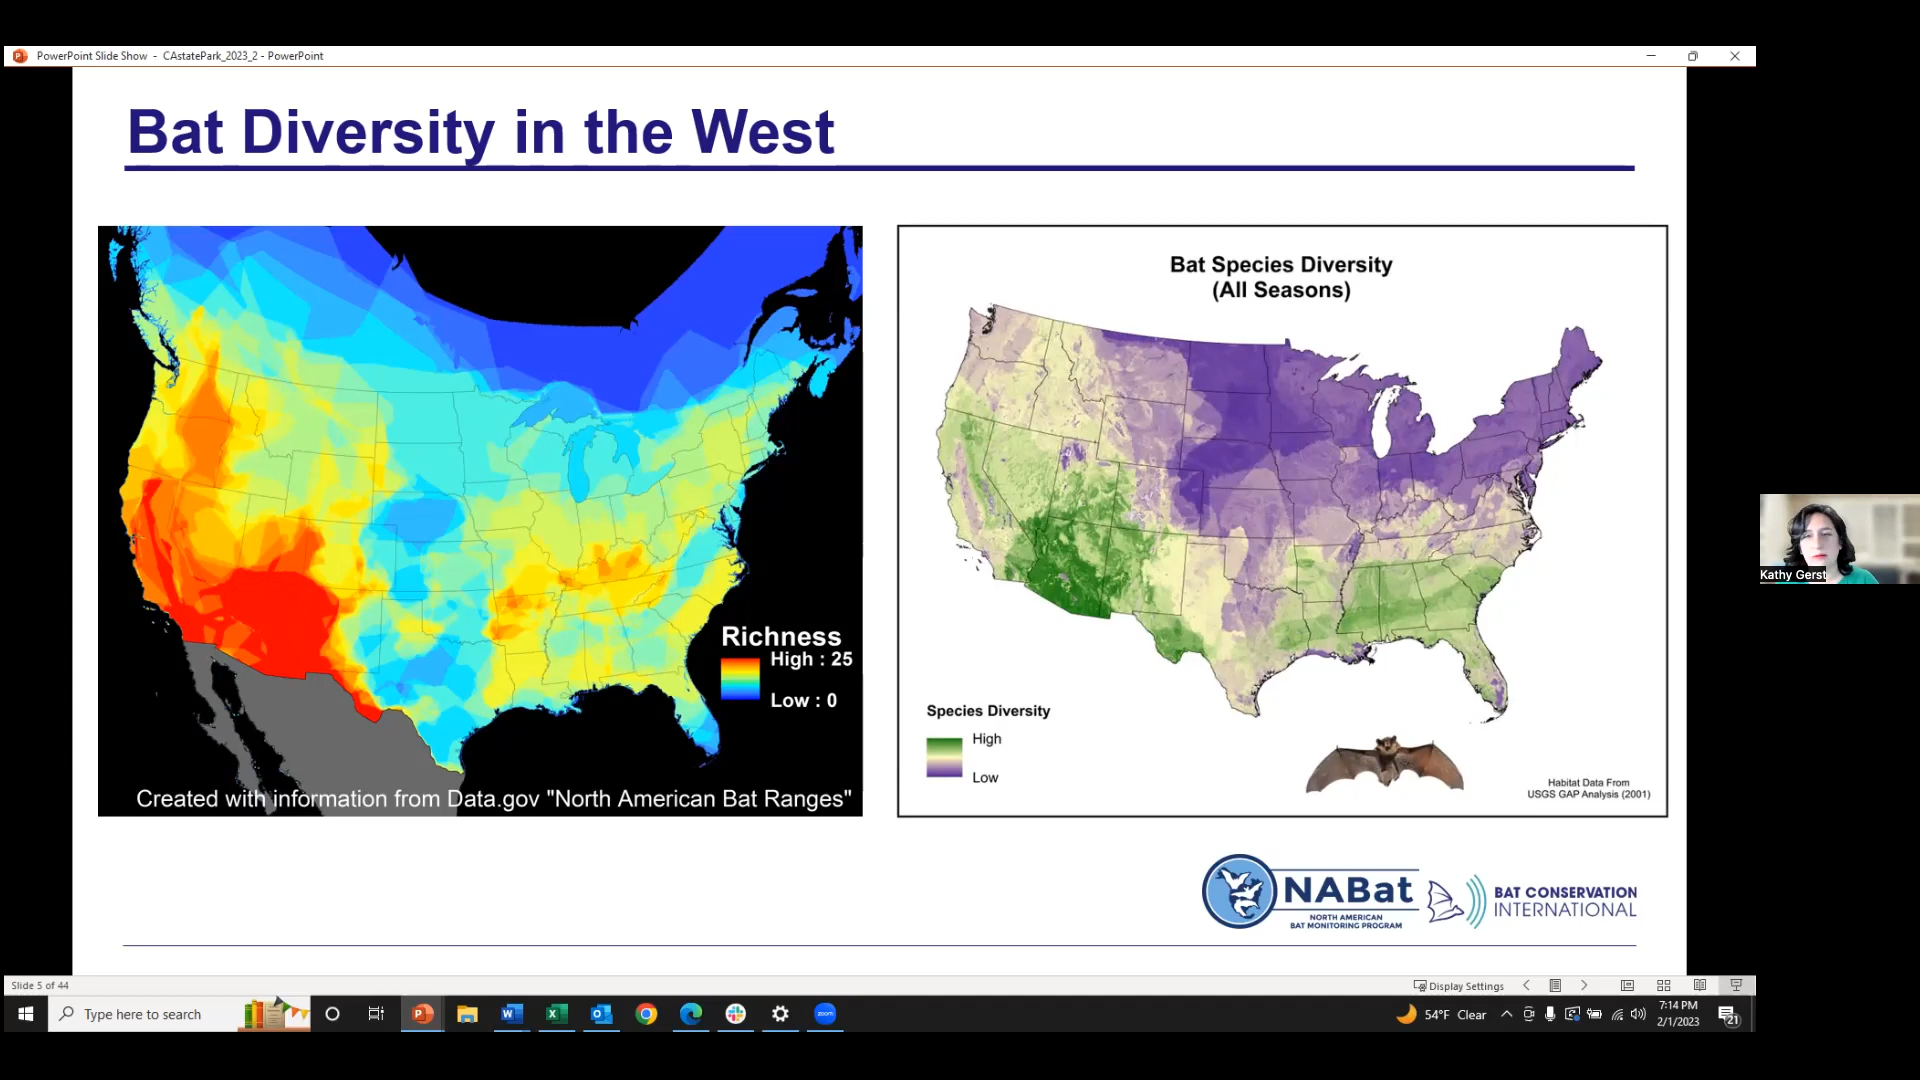 PowerPoint Slide Show - CAstatePark_2023_2 - PowerPoint
Bat Diversity in the West
Richness
High : 25
Low : 0
Created with information from Data.gov "North American Bat Ranges"
Bat Species Diversity
(All Seasons)
Species Diversity
High
Low
Habitat Data From
USGS GAP Analysis (2001)
NABat
NORTH AMERICAN
BAT MONITORING PROGRAM
BAT CONSERVATION
INTERNATIONAL
Kathy Gerst
Slide 5 of 44
Display Settings
Type here to search
zoom
54°F Clear
7:14 PM
2/1/2023
21